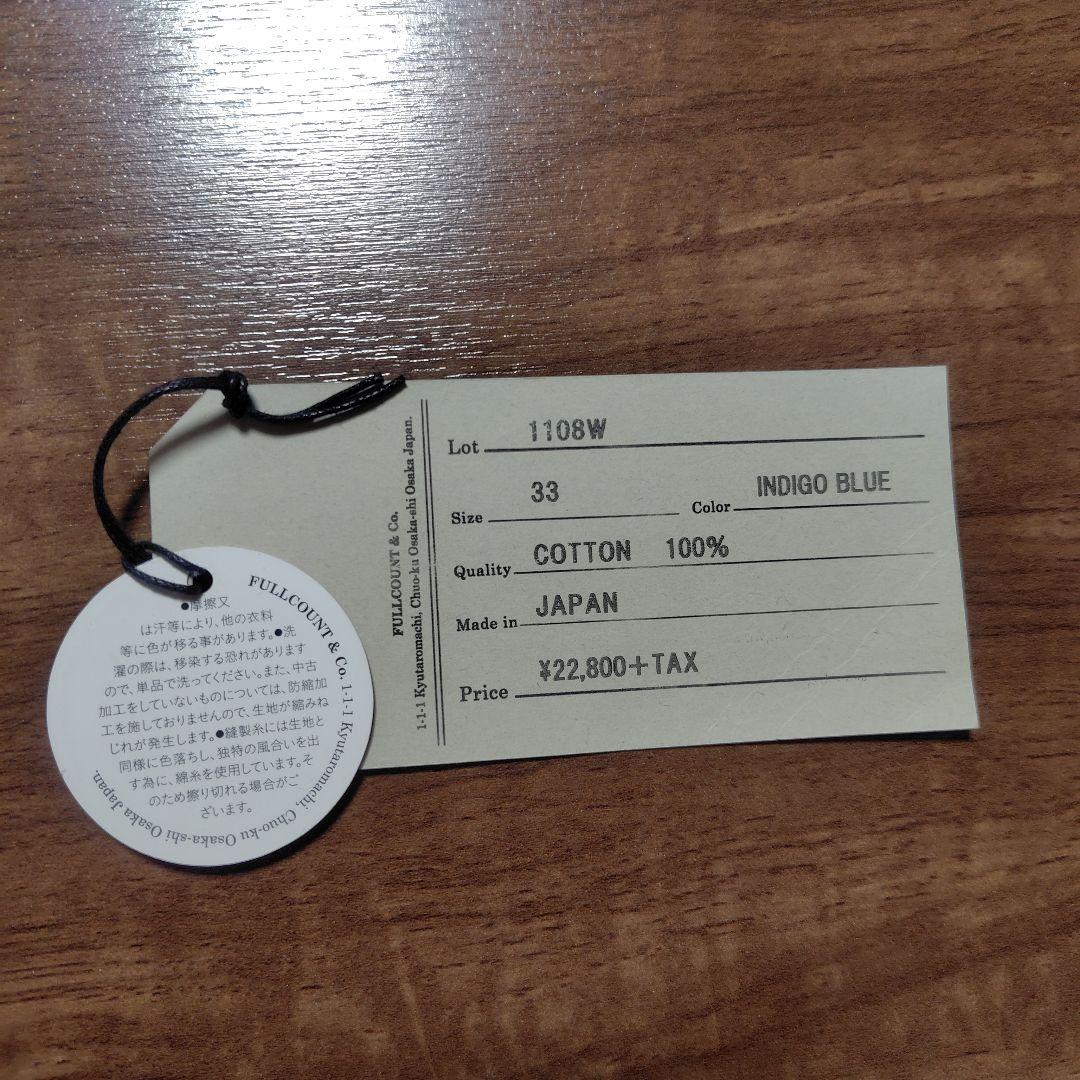 FULLCOUNT & Co.
1-1-1 Kyutaromachi, Chuo-ku Osaka-shi Osaka Japan.
Lot 1108W
Size 33 Color INDIGO BLUE
Quality COTTON 100%
Made in JAPAN
Price ¥22,800+TAX
FULLCOUNT & Co. 1-1-1 Kyutaromachi, Chuo-ku Osaka-shi Osaka Japan.
●摩擦又
は汗等により、他の衣料
等に色が移る事があります。●洗
濯の際は、移染する恐れがあります
ので、単品で洗ってください。また、中古
加工をしていないものについては、防縮加
工を施しておりませんので、生地が縮みね
じれが発生します。●縫製糸には生地と
同様に色落ちし、独特の風合いを出
す為に、綿糸を使用しています。そ
のため擦り切れる場合がご
ざいます。